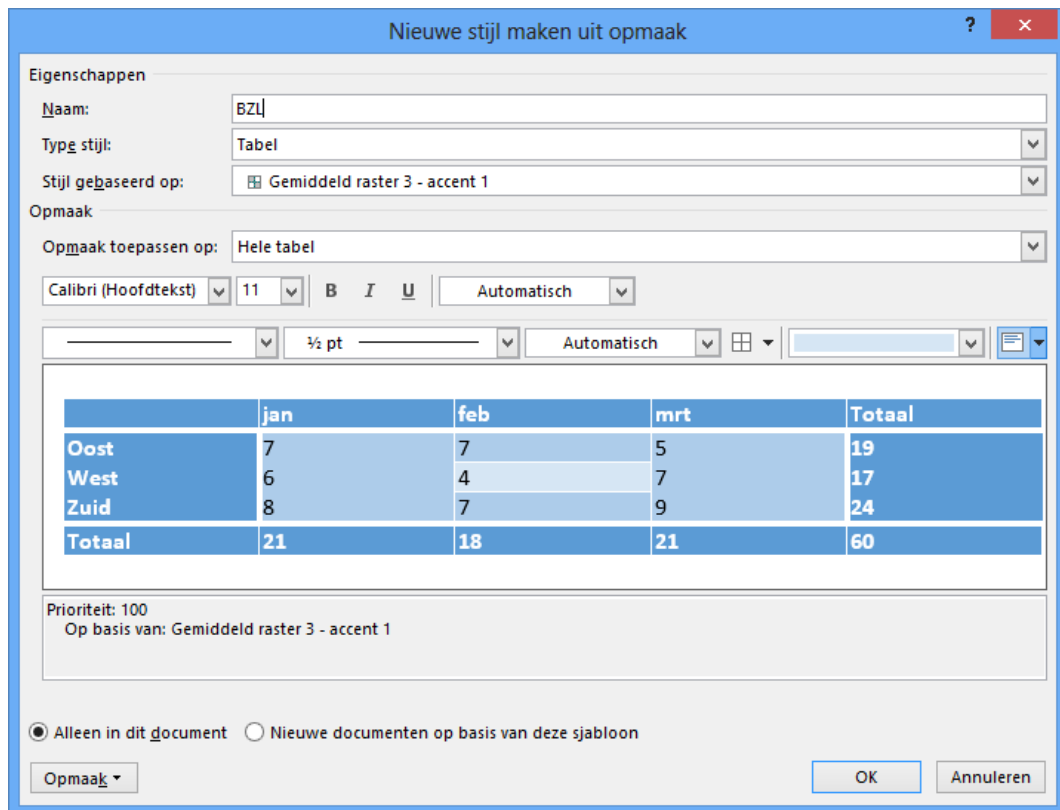 Nieuwe stijl maken uit opmaak ?
Eigenschappen
Naam: BZL
Type stijl: Tabel
Stijl gebaseerd op: Gemiddeld raster 3 - accent 1
Opmaak
Opmaak toepassen op: Hele tabel
Calibri (Hoofdtekst) 11 B I U Automatisch
½ pt Automatisch
jan feb mrt Totaal
Oost 7 7 5 19
West 6 4 7 17
Zuid 8 7 9 24
Totaal 21 18 21 60
Prioriteit: 100
Op basis van: Gemiddeld raster 3 - accent 1
Alleen in dit document Nieuwe documenten op basis van deze sjabloon
Opmaak OK Annuleren